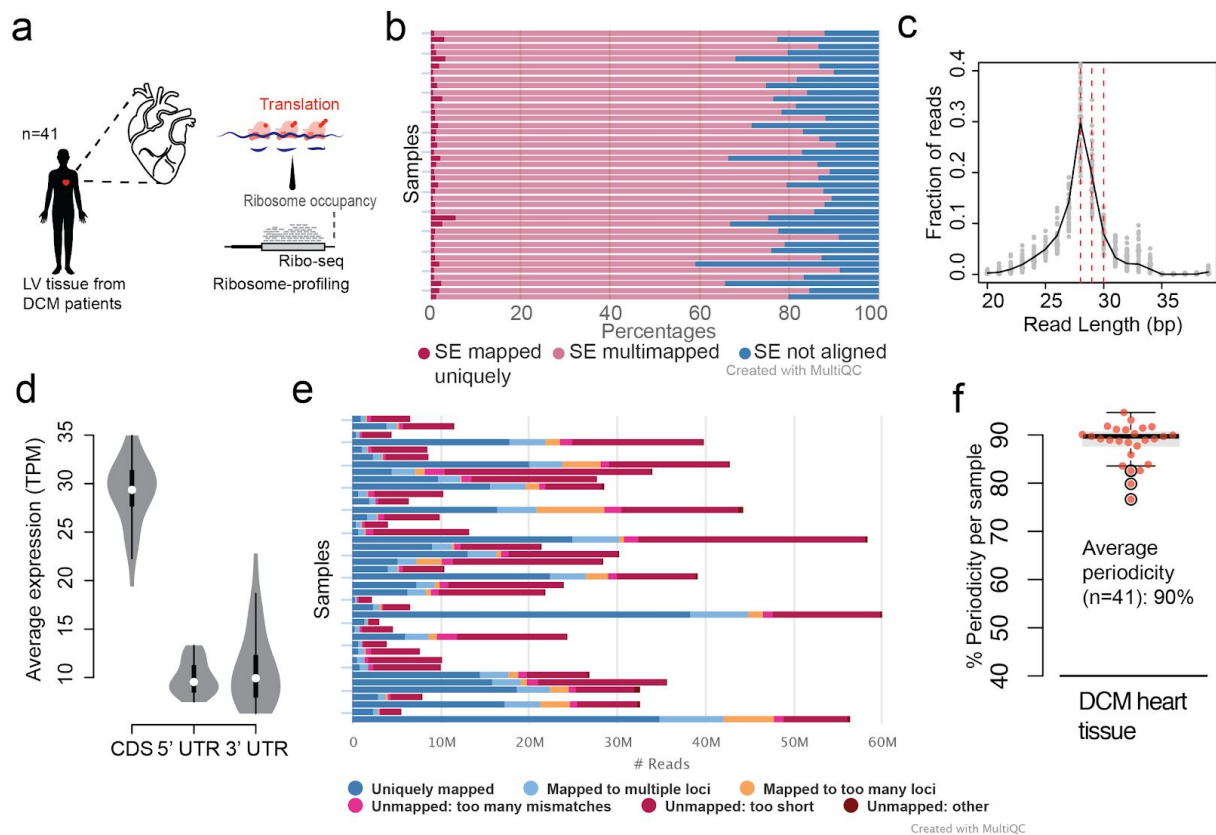 a
n=41
Translation
Ribosome occupancy
Ribo-seq
Ribosome-profiling
LV tissue from
DCM patients
b
Samples
0 20 40 60 80 100
Percentages
SE mapped uniquely
SE multimapped
SE not aligned
Created with MultiQC
c
Fraction of reads
0.4
0.3
0.2
0.1
0.0
20 25 30 35
Read Length (bp)
d
Average expression (TPM)
35
30
25
20
15
10
CDS 5’ UTR 3’ UTR
e
Samples
0 10M 20M 30M 40M 50M 60M
# Reads
Uniquely mapped
Mapped to multiple loci
Mapped to too many loci
Unmapped: too many mismatches
Unmapped: too short
Unmapped: other
Created with MultiQC
f
% Periodicity per sample
90
80
70
60
50
40
Average
periodicity
(n=41): 90%
DCM heart
tissue